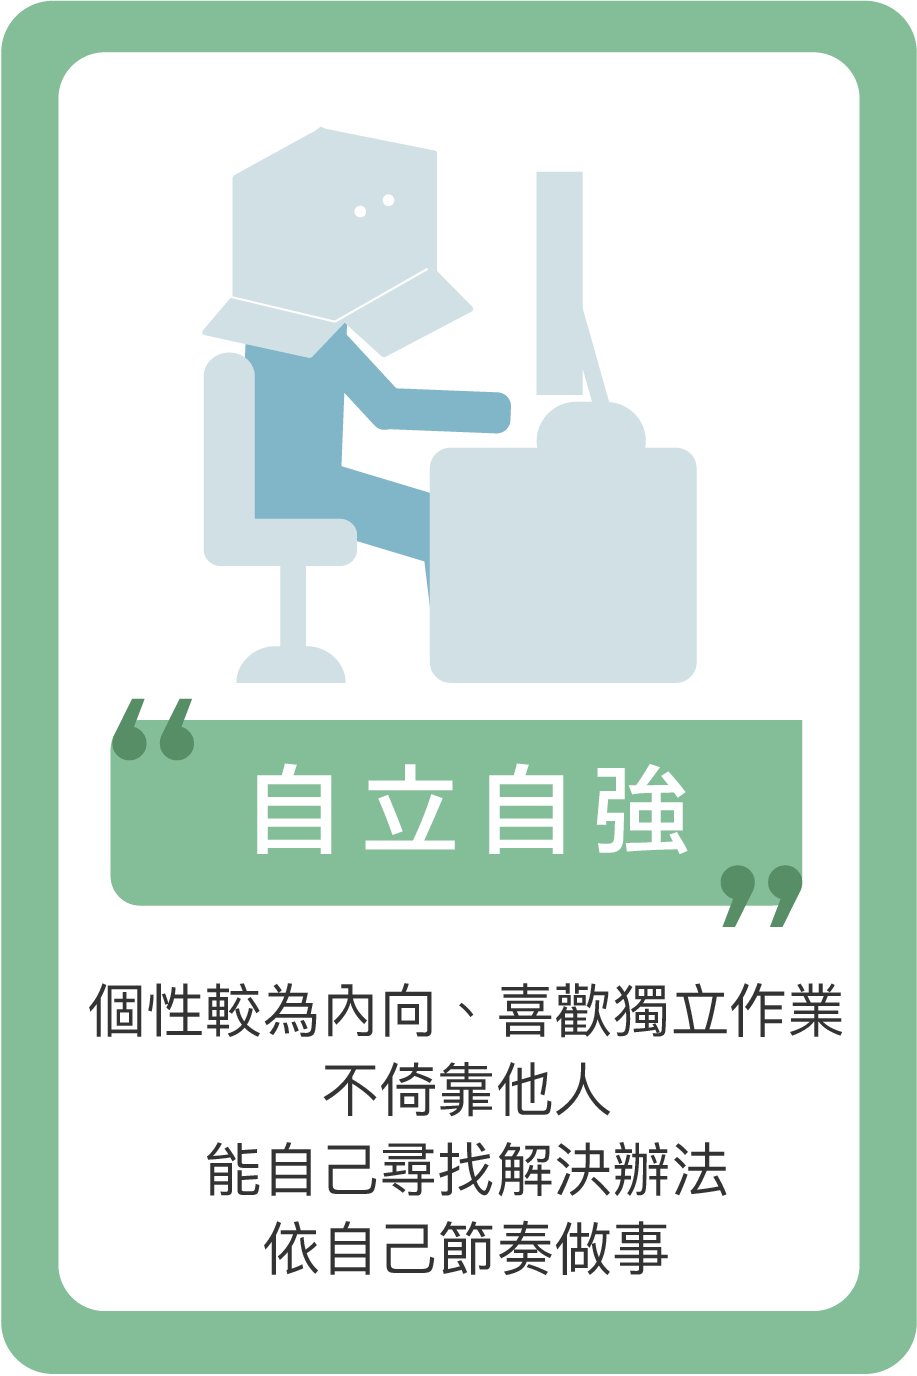 自立自強
個性較為內向、喜歡獨立作業
不倚靠他人
能自己尋找解決辦法
依自己節奏做事